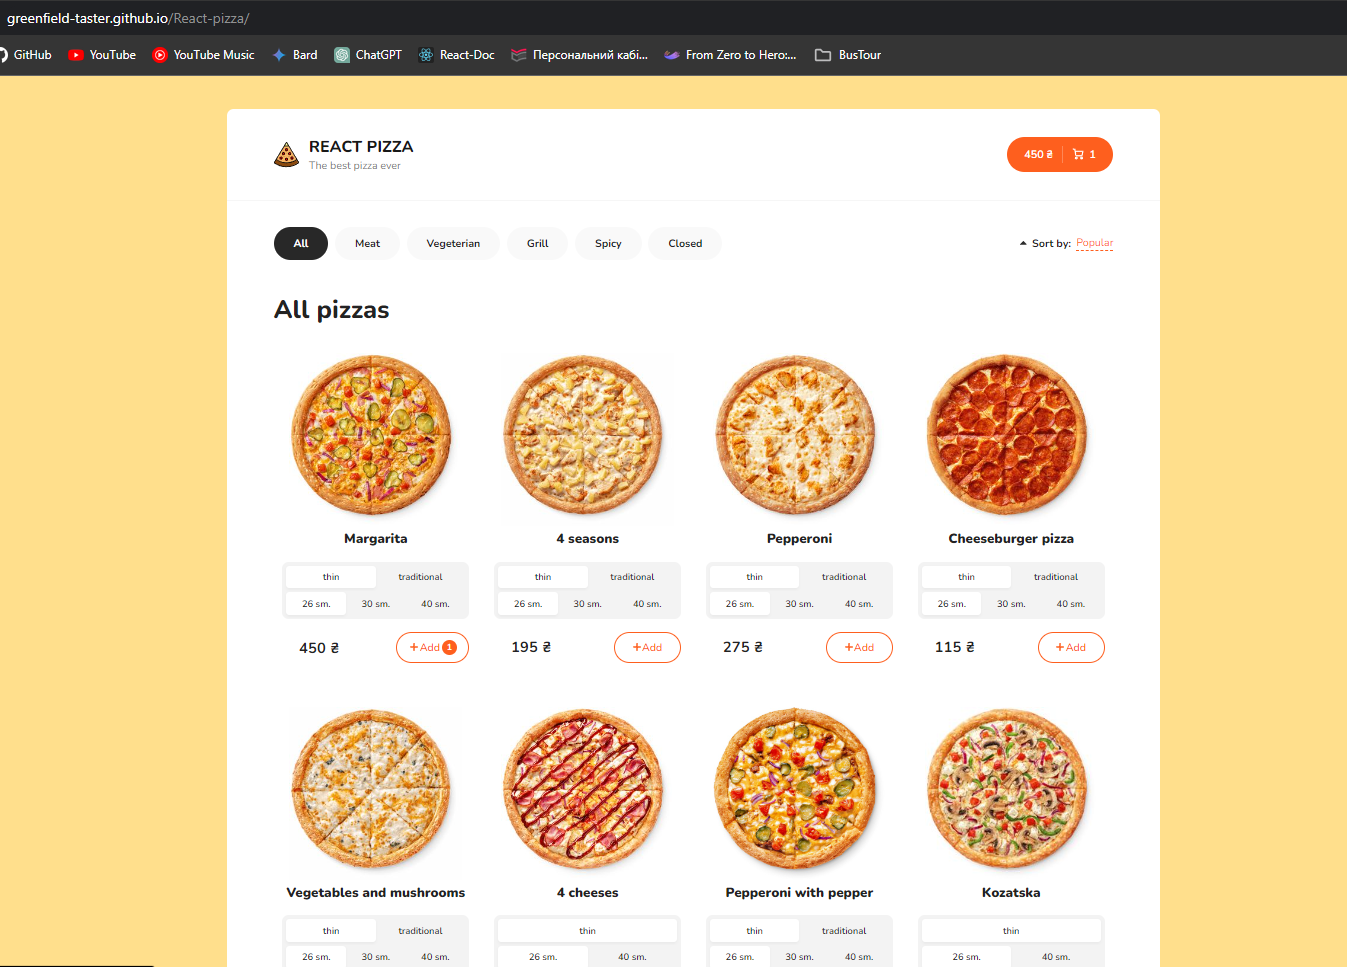 greenfield-taster.github.io/React-pizza/
GitHub YouTube YouTube Music Bard ChatGPT React-Doc Персональний кабі... From Zero to Hero:... BusTour
REACT PIZZA
The best pizza ever
450 ₴ 1
All Meat Vegeterian Grill Spicy Closed Sort by: Popular
All pizzas
Margarita 4 seasons Pepperoni Cheeseburger pizza
thin traditional thin traditional thin traditional thin traditional
26 sm. 30 sm. 40 sm. 26 sm. 30 sm. 40 sm. 26 sm. 30 sm. 40 sm. 26 sm. 30 sm. 40 sm.
450 ₴ +Add 1 195 ₴ +Add 275 ₴ +Add 115 ₴ +Add
Vegetables and mushrooms 4 cheeses Pepperoni with pepper Kozatska
thin traditional thin thin traditional thin
26 sm. 30 sm. 40 sm. 26 sm. 40 sm. 26 sm. 30 sm. 40 sm. 26 sm. 40 sm.